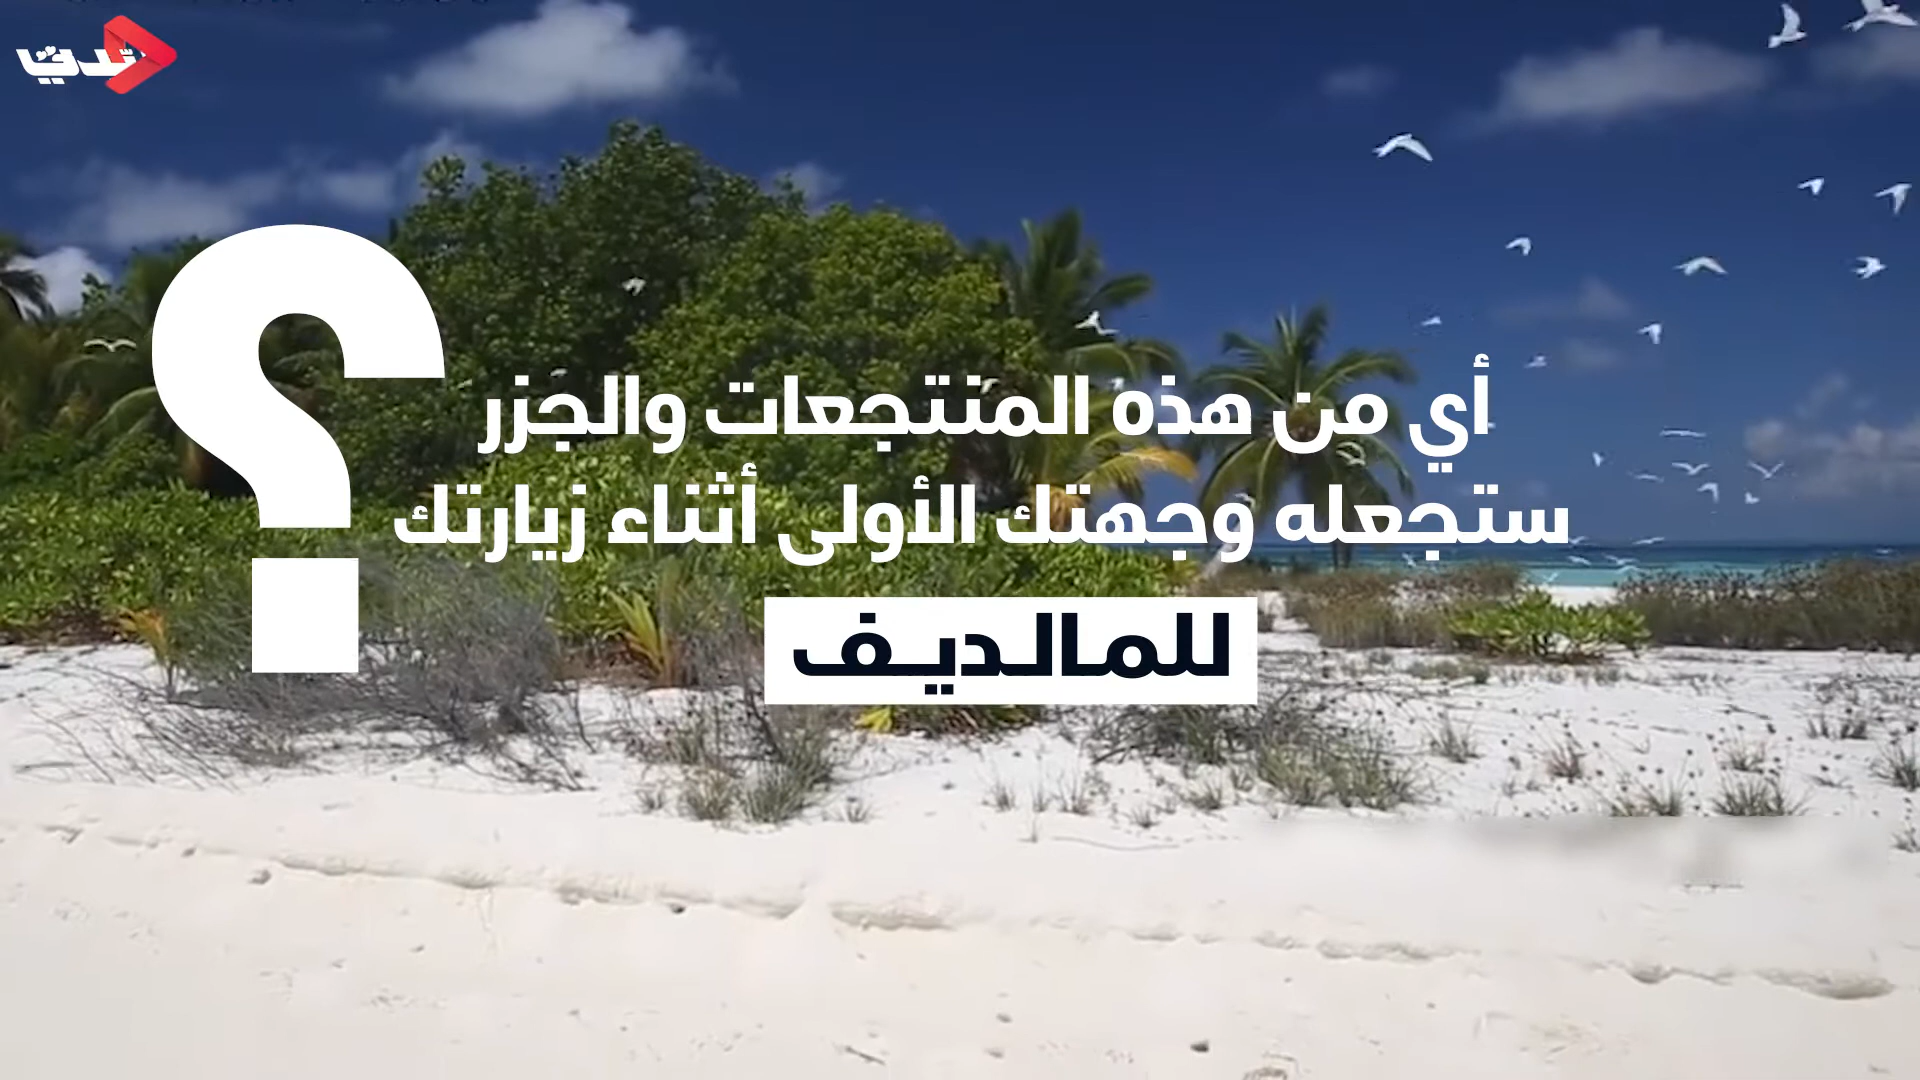 أي من هذه المنتجعات والجزر
ستجعله وجهتك الأولى أثناء زيارتك
للمالديف
؟